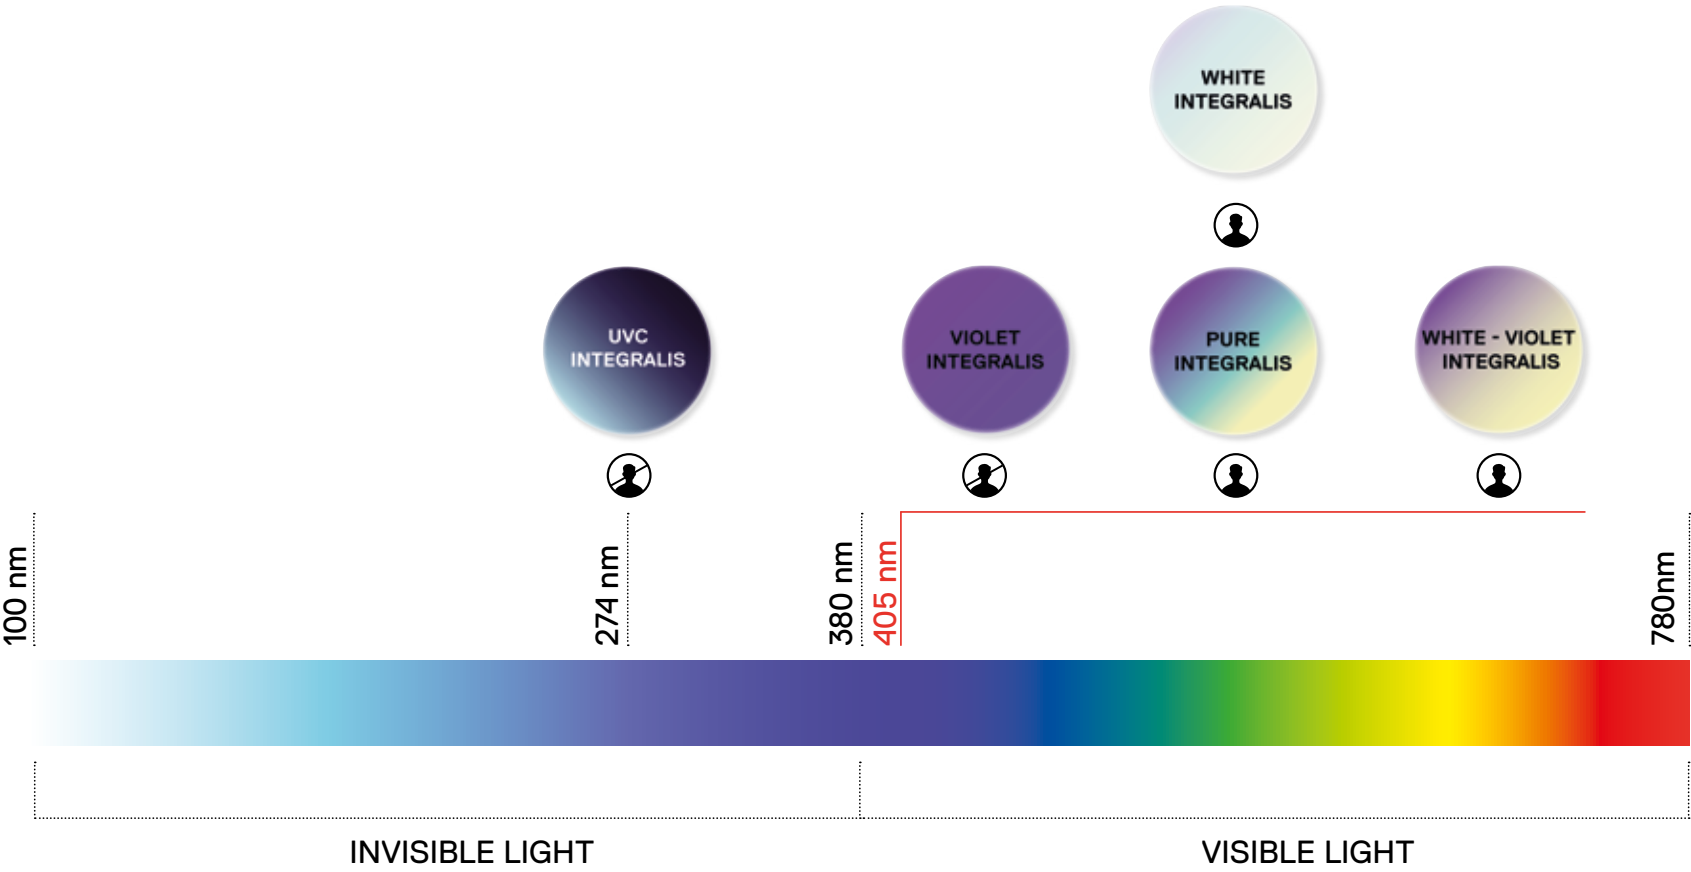 WHITE
INTEGRALIS
UVC
INTEGRALIS
VIOLET
INTEGRALIS
PURE
INTEGRALIS
WHITE - VIOLET
INTEGRALIS
100 nm
274 nm
380 nm
405 nm
780nm
INVISIBLE LIGHT
VISIBLE LIGHT